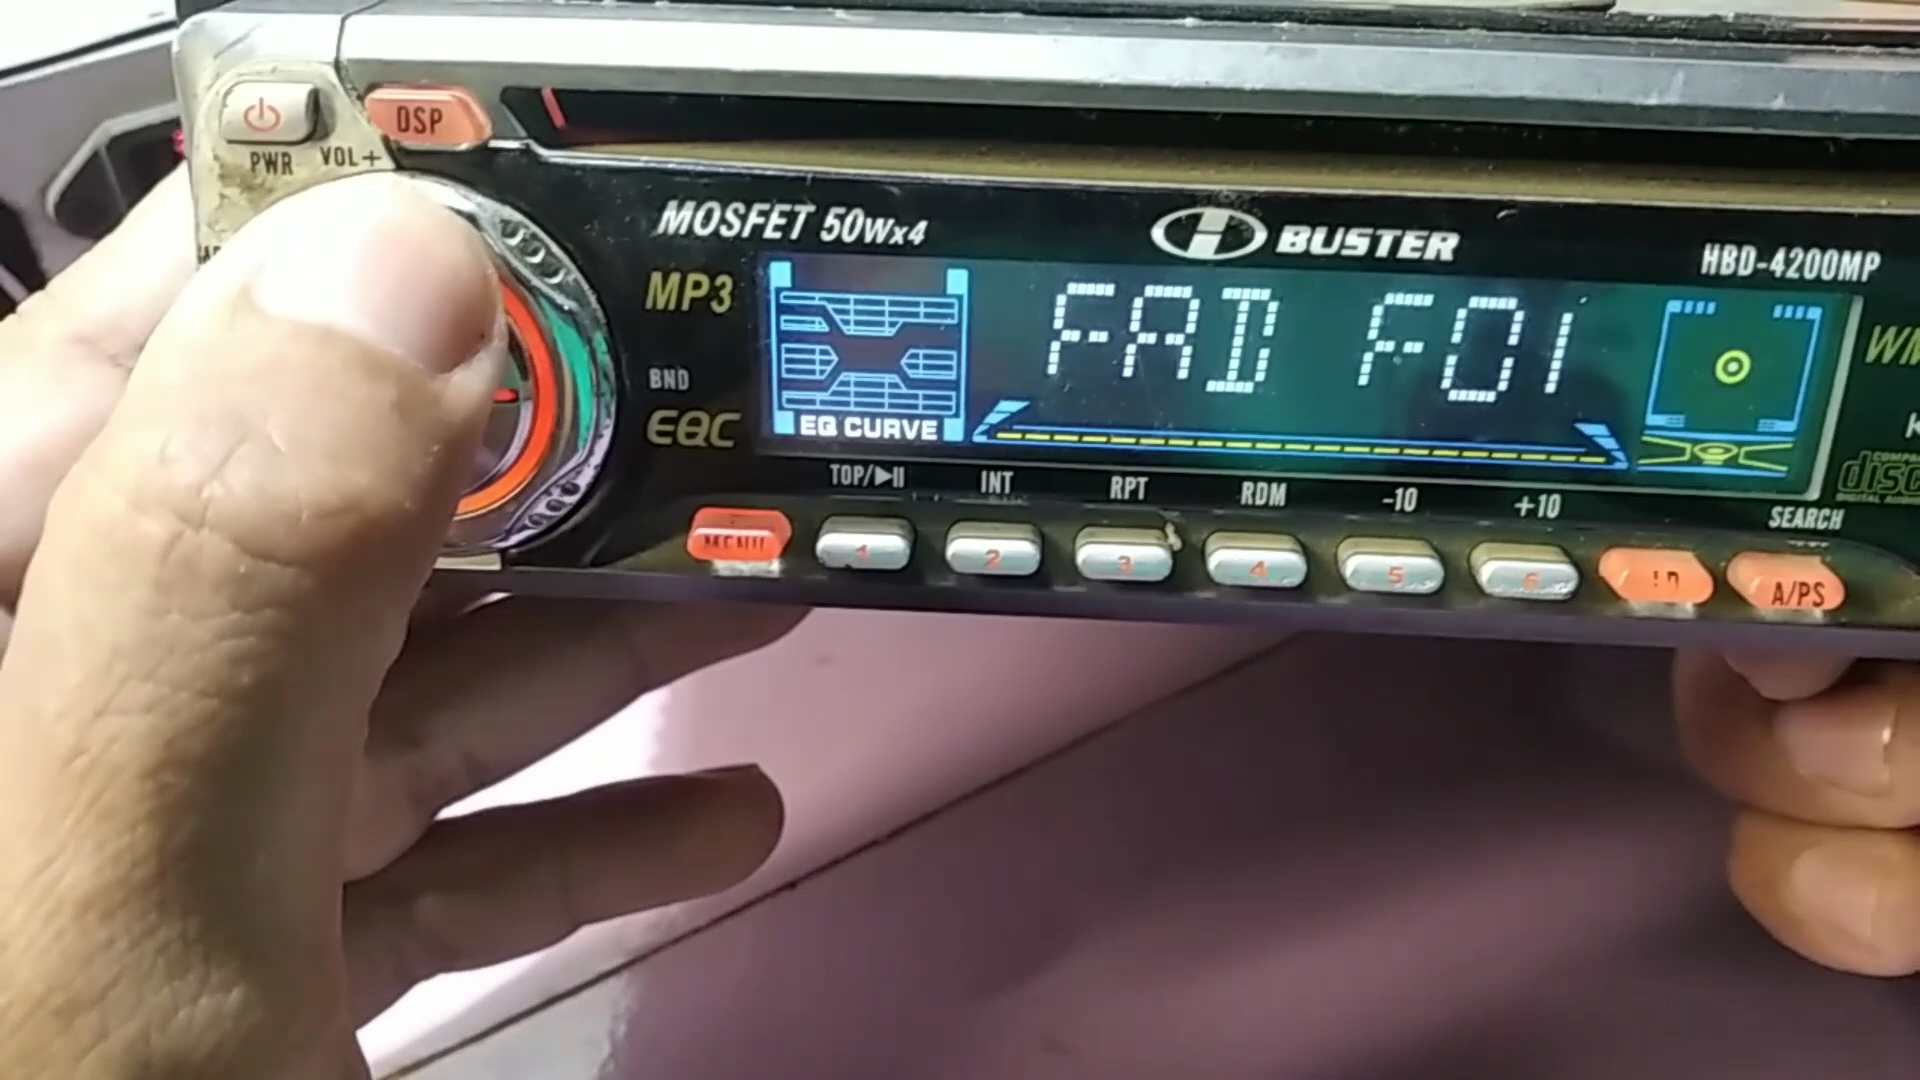 DSP
PWR VOL+
MOSFET 50Wx4
BUSTER
HBD-4200MP
MP3
FAD F01
BND
EQC
EQ CURVE
TOP/▶II INT RPT RDM -10 +10 SEARCH
MENU 1 2 3 4 5 6 A/PS